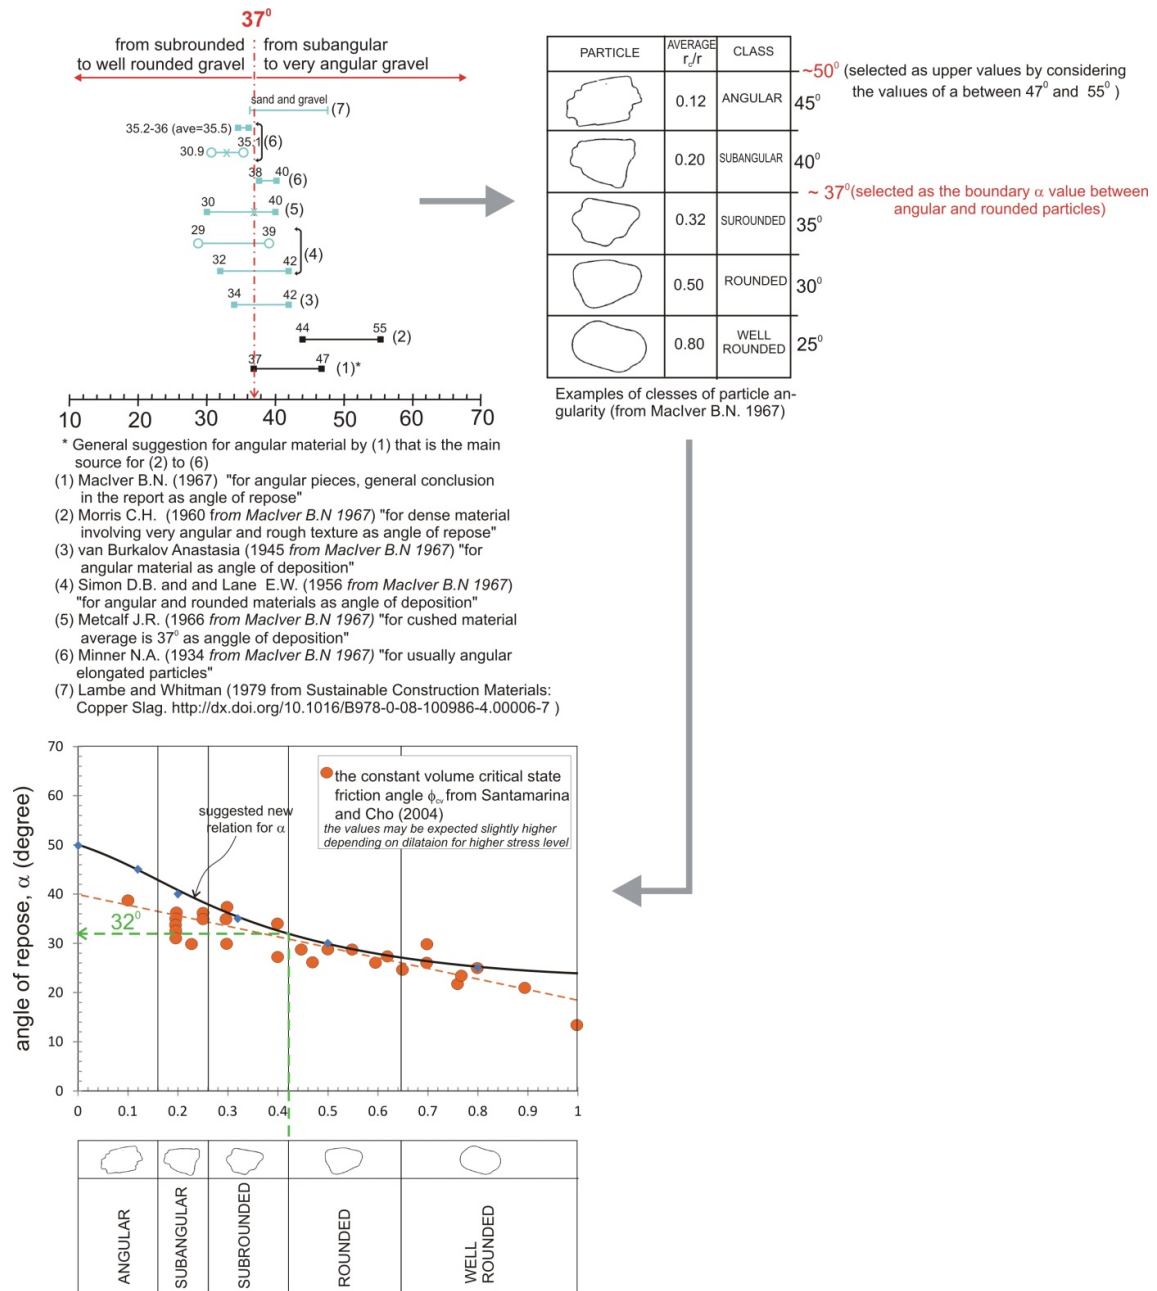 37⁰
from subrounded
to well rounded gravel
from subangular
to very angular gravel
sand and gravel
(7)
35.2-36 (ave=35.5)
(6)
30.9
35.1
38
40
(6)
30
40
(5)
29
39
(4)
32
42
34
42
(3)
44
55
(2)
37
47
(1)*
10 20 30 40 50 60 70
* General suggestion for angular material by (1) that is the main
source for (2) to (6)
(1) MacIver B.N. (1967) "for angular pieces, general conclusion
in the report as angle of repose"
(2) Morris C.H. (1960 from MacIver B.N 1967) "for dense material
involving very angular and rough texture as angle of repose"
(3) van Burkalov Anastasia (1945 from MacIver B.N 1967) "for
angular material as angle of deposition"
(4) Simon D.B. and and Lane E.W. (1956 from MacIver B.N 1967)
"for angular and rounded materials as angle of deposition"
(5) Metcalf J.R. (1966 from MacIver B.N 1967) "for cushed material
average is 37⁰ as anggle of deposition"
(6) Minner N.A. (1934 from MacIver B.N 1967) "for usually angular
elongated particles"
(7) Lambe and Whitman (1979 from Sustainable Construction Materials:
Copper Slag. http://dx.doi.org/10.1016/B978-0-08-100986-4.00006-7 )
PARTICLE
AVERAGE
r꜀/r
CLASS
0.12 ANGULAR 45⁰
0.20 SUBANGULAR 40⁰
0.32 SUROUNDED 35⁰
0.50 ROUNDED 30⁰
0.80 WELL
ROUNDED 25⁰
~50⁰ (selected as upper values by considering
the values of a between 47⁰ and 55⁰ )
~ 37⁰(selected as the boundary α value between
angular and rounded particles)
Examples of clesses of particle an-
gularity (from MacIver B.N. 1967)
angle of repose, α (degree)
70
60
50
40
30
20
10
0
suggested new
relation for α
the constant volume critical state
friction angle ϕcv from Santamarina
and Cho (2004)
the values may be expected slightly higher
depending on dilataion for higher stress level
32⁰
0 0.1 0.2 0.3 0.4 0.5 0.6 0.7 0.8 0.9 1
ANGULAR
SUBANGULAR
SUBROUNDED
ROUNDED
WELL
ROUNDED